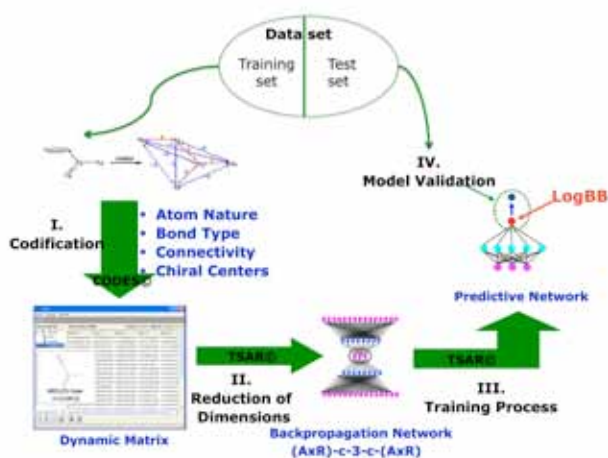 Data set
Training
set
Test
set
IV.
Model Validation
LogBB
I.
Codification
• Atom Nature
• Bond Type
• Connectivity
• Chiral Centers
CODES©
Predictive Network
TSAR©
TSAR©
II.
Reduction of
Dimensions
III.
Training Process
Dynamic Matrix
Backpropagation Network
(AxR)-c-3-c-(AxR)